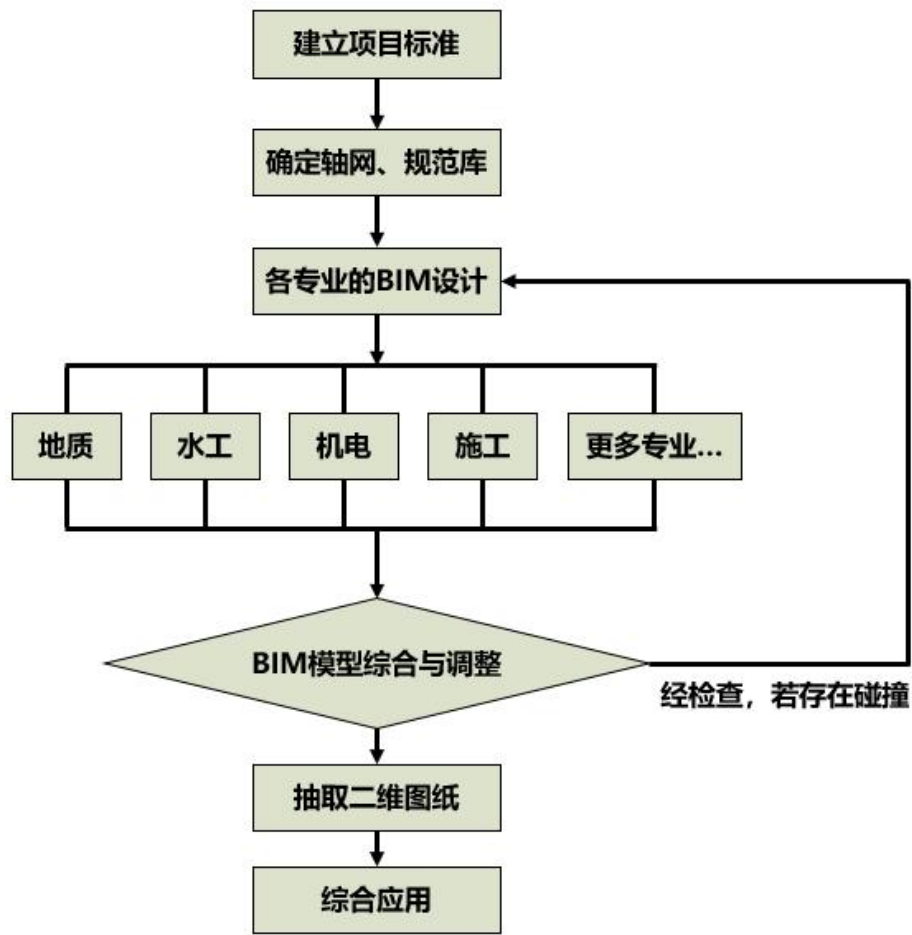 建立项目标准
确定轴网、规范库
各专业的BIM设计
地质
水工
机电
施工
更多专业...
BIM模型综合与调整
经检查，若存在碰撞
抽取二维图纸
综合应用